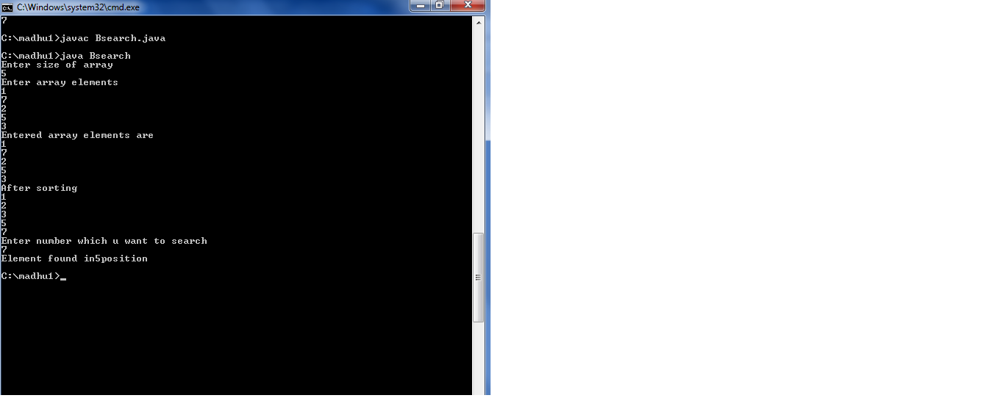 C:\Windows\system32\cmd.exe
7
C:\madhu1>javac Bsearch.java
C:\madhu1>java Bsearch
Enter size of array
5
Enter array elements
1
7
2
5
3
Entered array elements are
1
7
2
5
3
After sorting
1
2
3
5
7
Enter number which u want to search
7
Element found in5position
C:\madhu1>_